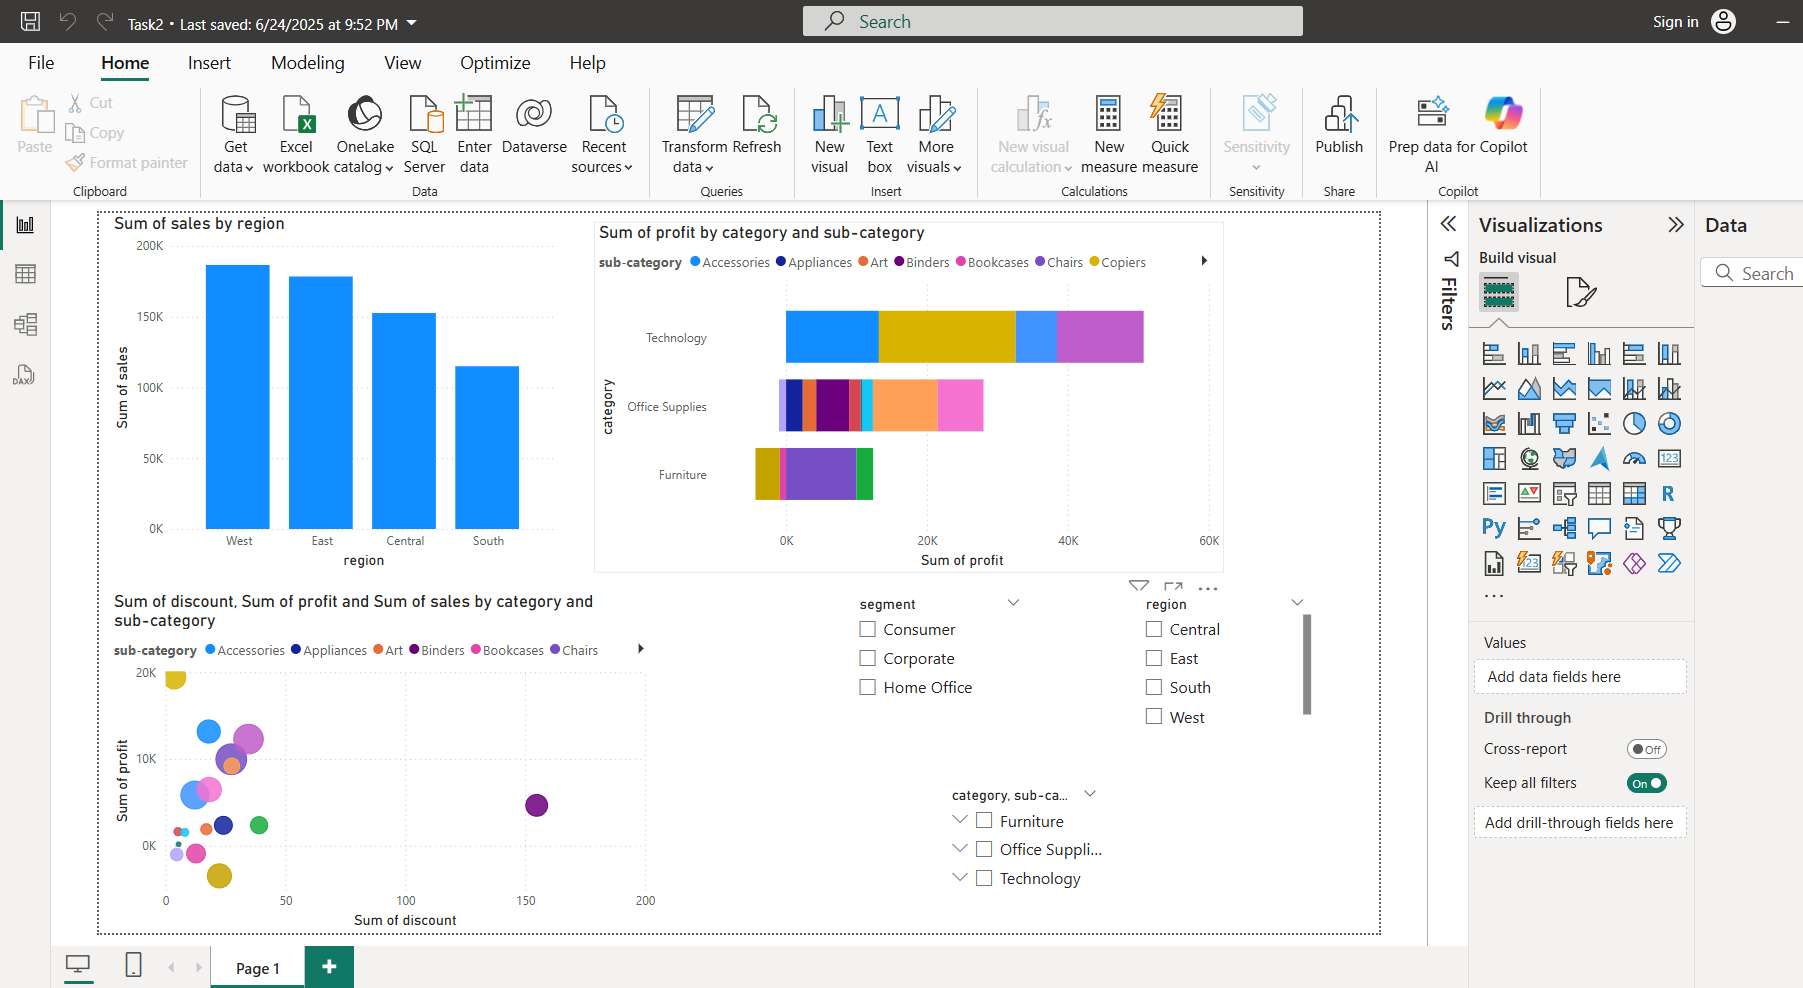 Task2 • Last saved: 6/24/2025 at 9:52 PM
Search
Sign in
File Home Insert Modeling View Optimize Help
Paste
Cut
Copy
Format painter
Clipboard
Get data
Excel workbook
OneLake catalog
SQL Server
Enter data
Dataverse
Recent sources
Data
Transform data
Refresh
Queries
New visual
Text box
More visuals
Insert
New visual calculation
New measure
Quick measure
Calculations
Sensitivity
Sensitivity
Publish
Share
Prep data for AI
Copilot
Copilot
DAX
Sum of sales by region
Sum of sales
200K
150K
100K
50K
0K
West East Central South
region
Sum of profit by category and sub-category
sub-category Accessories Appliances Art Binders Bookcases Chairs Copiers
category
Technology
Office Supplies
Furniture
0K 20K 40K 60K
Sum of profit
Sum of discount, Sum of profit and Sum of sales by category and
sub-category
sub-category Accessories Appliances Art Binders Bookcases Chairs
Sum of profit
20K
10K
0K
0 50 100 150 200
Sum of discount
segment
Consumer
Corporate
Home Office
region
Central
East
South
West
category, sub-ca...
Furniture
Office Suppli...
Technology
Filters
Visualizations
Build visual
123
R
Py
123
Values
Add data fields here
Drill through
Cross-report
Off
Keep all filters
On
Add drill-through fields here
Data
Search
Page 1